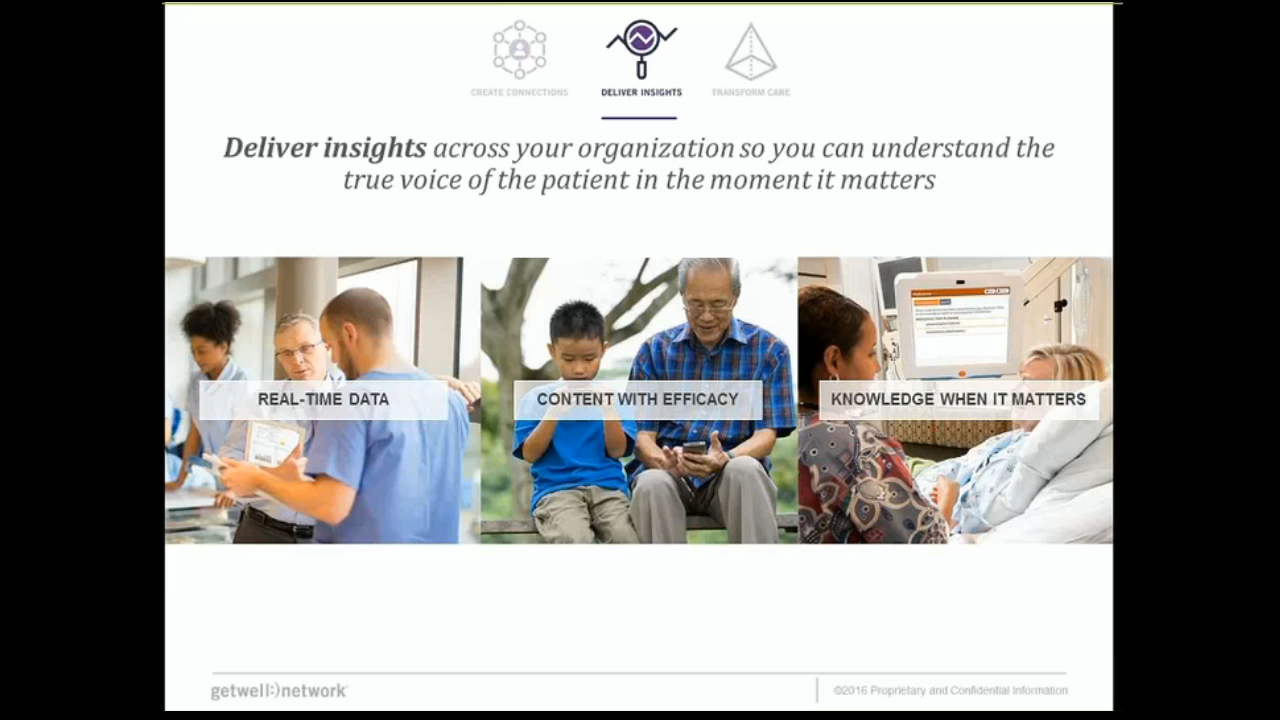 CREATE CONNECTIONS
DELIVER INSIGHTS
TRANSFORM CARE
Deliver insights across your organization so you can understand the
true voice of the patient in the moment it matters
REAL-TIME DATA
CONTENT WITH EFFICACY
KNOWLEDGE WHEN IT MATTERS
getwell:)network
©2016 Proprietary and Confidential Information